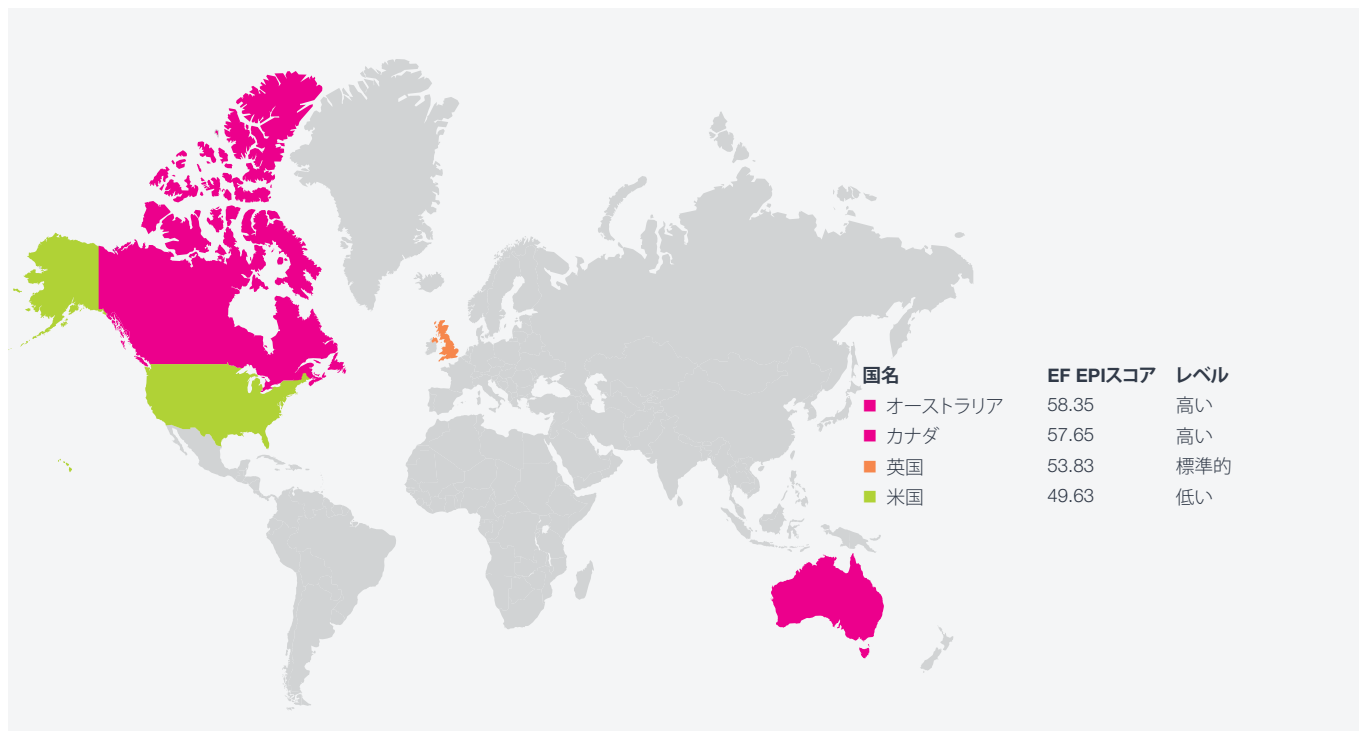 国名 EF EPIスコア レベル
オーストラリア 58.35 高い
カナダ 57.65 高い
英国 53.83 標準的
米国 49.63 低い